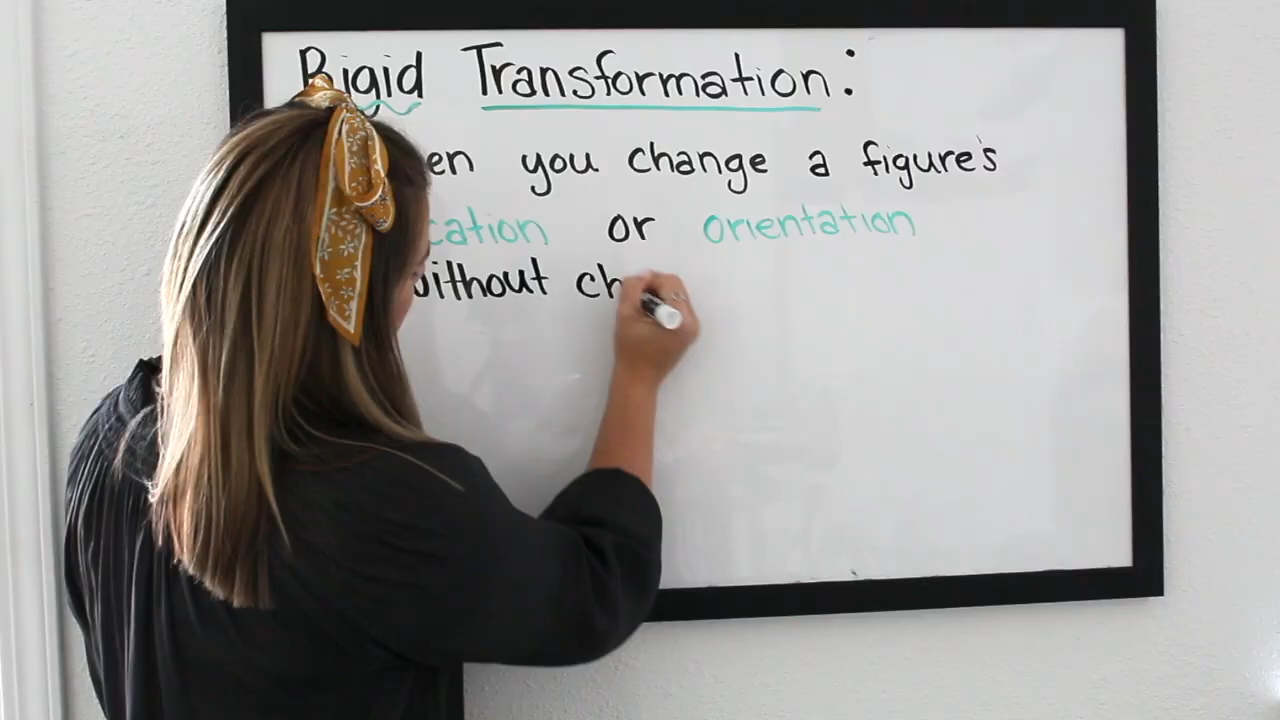 Rigid Transformation:
en you change a figure's
cation or orientation
without ch